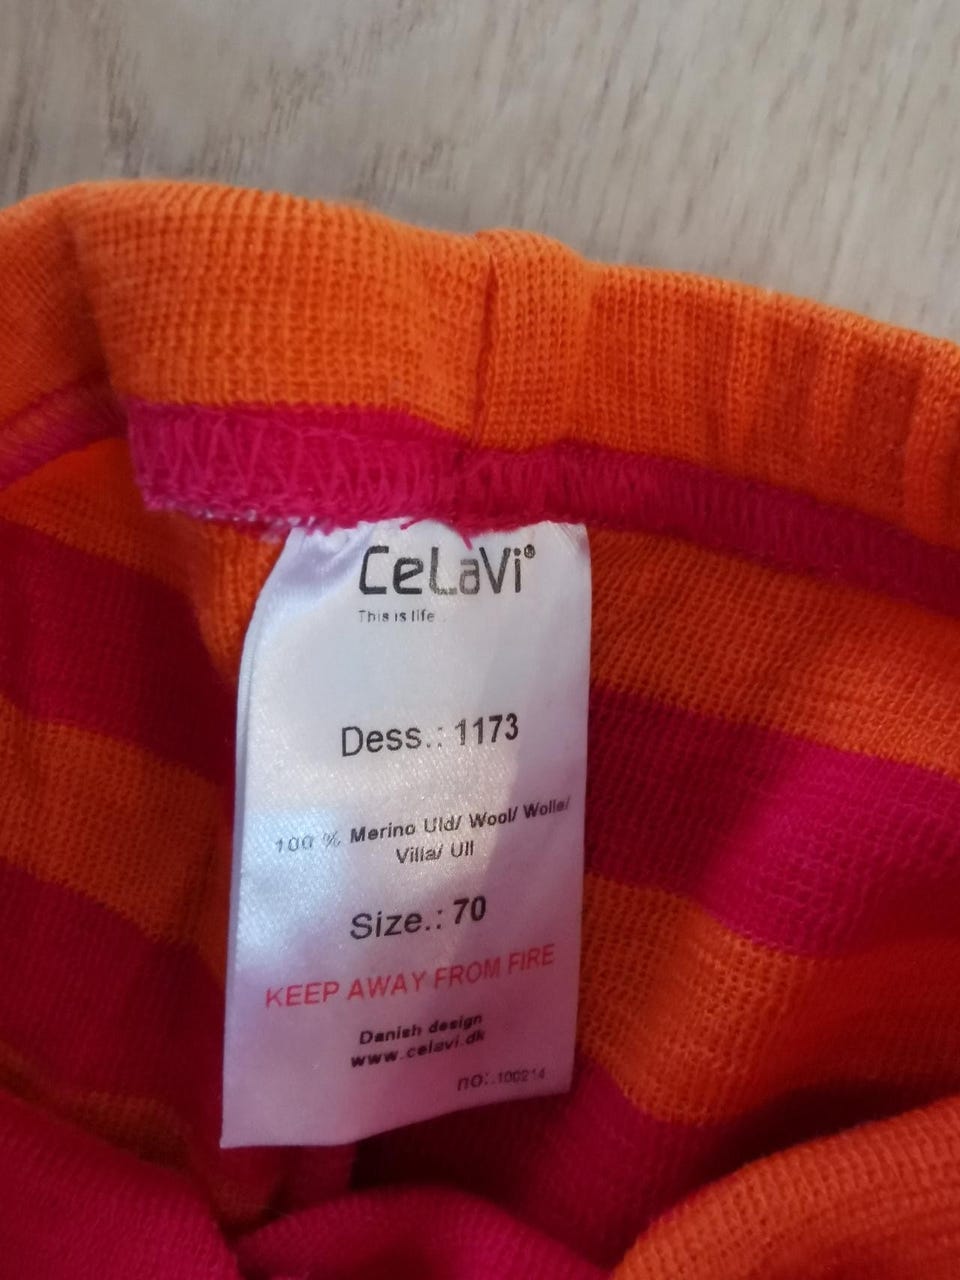 CeLaVi®
This is life..
Dess.: 1173
100 % Merino Uld/ Wool/ Wolle/
Villa/ Ull
Size.: 70
KEEP AWAY FROM FIRE
Danish design
www.celavi.dk
no:.100214